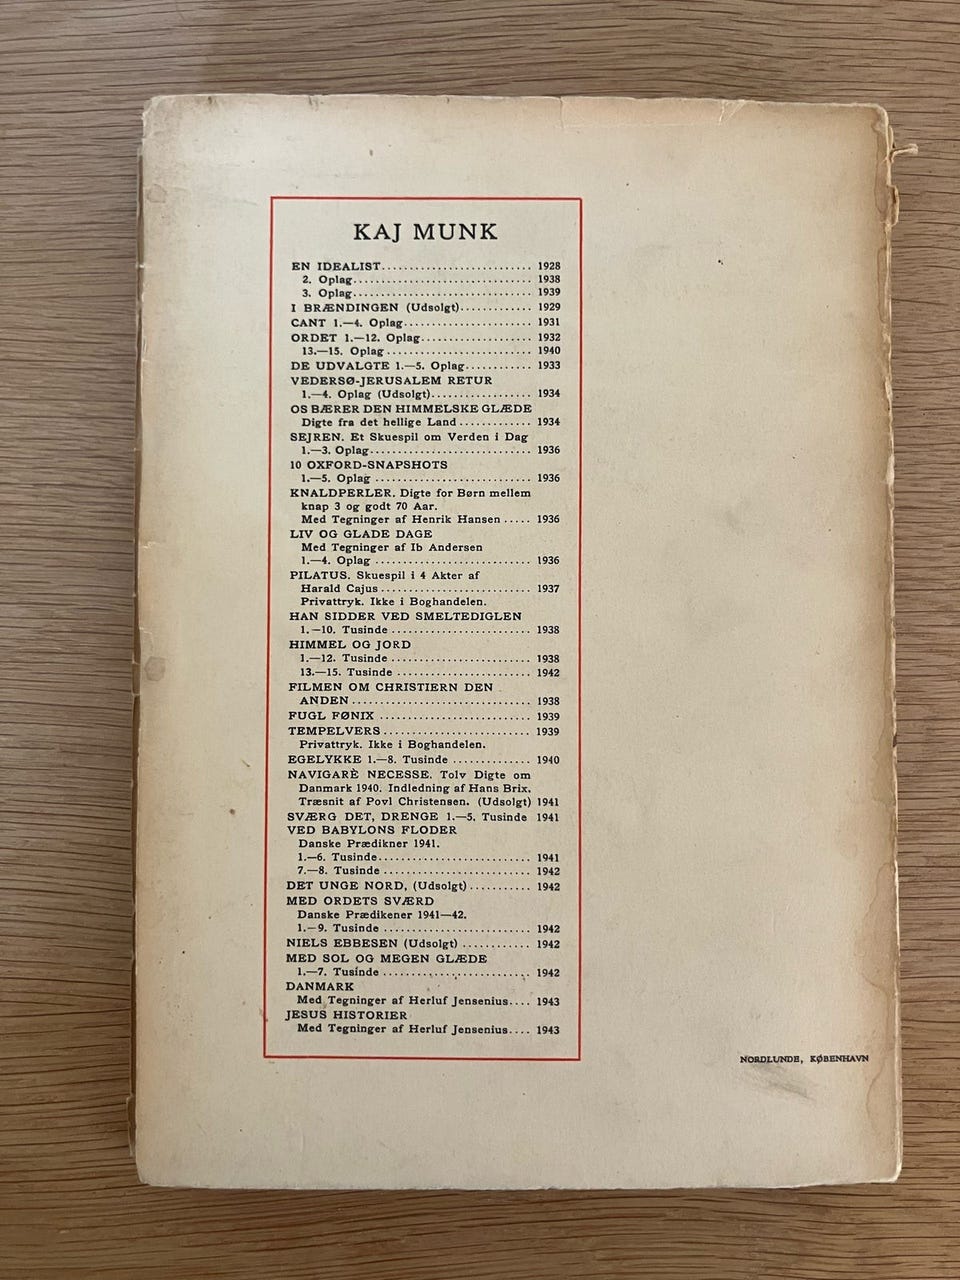 KAJ MUNK
EN IDEALIST.......................... 1928
2. Oplag............................... 1938
3. Oplag............................... 1939
I BRÆNDINGEN (Udsolgt)............. 1929
CANT 1.—4. Oplag...................... 1931
ORDET 1.—12. Oplag................... 1932
13.—15. Oplag......................... 1940
DE UDVALGTE 1.—5. Oplag............ 1933
VEDERSØ-JERUSALEM RETUR
1.—4. Oplag (Udsolgt).................. 1934
OS BÆRER DEN HIMMELSKE GLÆDE
Digte fra det hellige Land............. 1934
SEJREN. Et Skuespil om Verden i Dag
1.—3. Oplag............................ 1936
10 OXFORD-SNAPSHOTS
1.—5. Oplag........................... 1936
KNALDPERLER. Digte for Børn mellem
knap 3 og godt 70 Aar.
Med Tegninger af Henrik Hansen..... 1936
LIV OG GLADE DAGE
Med Tegninger af Ib Andersen
1.—4. Oplag........................... 1936
PILATUS. Skuespil i 4 Akter af
Harald Cajus........................... 1937
Privattryk. Ikke i Boghandelen.
HAN SIDDER VED SMELTEDIGLEN
1.—10. Tusinde........................ 1938
HIMMEL OG JORD
1.—12. Tusinde........................ 1938
13.—15. Tusinde....................... 1942
FILMEN OM CHRISTIERN DEN
ANDEN................................. 1938
FUGL FØNIX........................... 1939
TEMPELVERS.......................... 1939
Privattryk. Ikke i Boghandelen.
EGELYKKE 1.—8. Tusinde.............. 1940
NAVIGARÈ NECESSE. Tolv Digte om
Danmark 1940. Indledning af Hans Brix.
Træsnit af Povl Christensen. (Udsolgt) 1941
SVÆRG DET, DRENGE 1.—5. Tusinde 1941
VED BABYLONS FLODER
Danske Prædikner 1941.
1.—6. Tusinde.......................... 1941
7.—8. Tusinde.......................... 1942
DET UNGE NORD, (Udsolgt)........... 1942
MED ORDETS SVÆRD
Danske Prædikener 1941—42.
1.—9. Tusinde.......................... 1942
NIELS EBBESEN (Udsolgt)............ 1942
MED SOL OG MEGEN GLÆDE
1.—7. Tusinde......................... 1942
DANMARK
Med Tegninger af Herluf Jensenius.... 1943
JESUS HISTORIER
Med Tegninger af Herluf Jensenius.... 1943
NORDLUNDE, KØBENHAVN